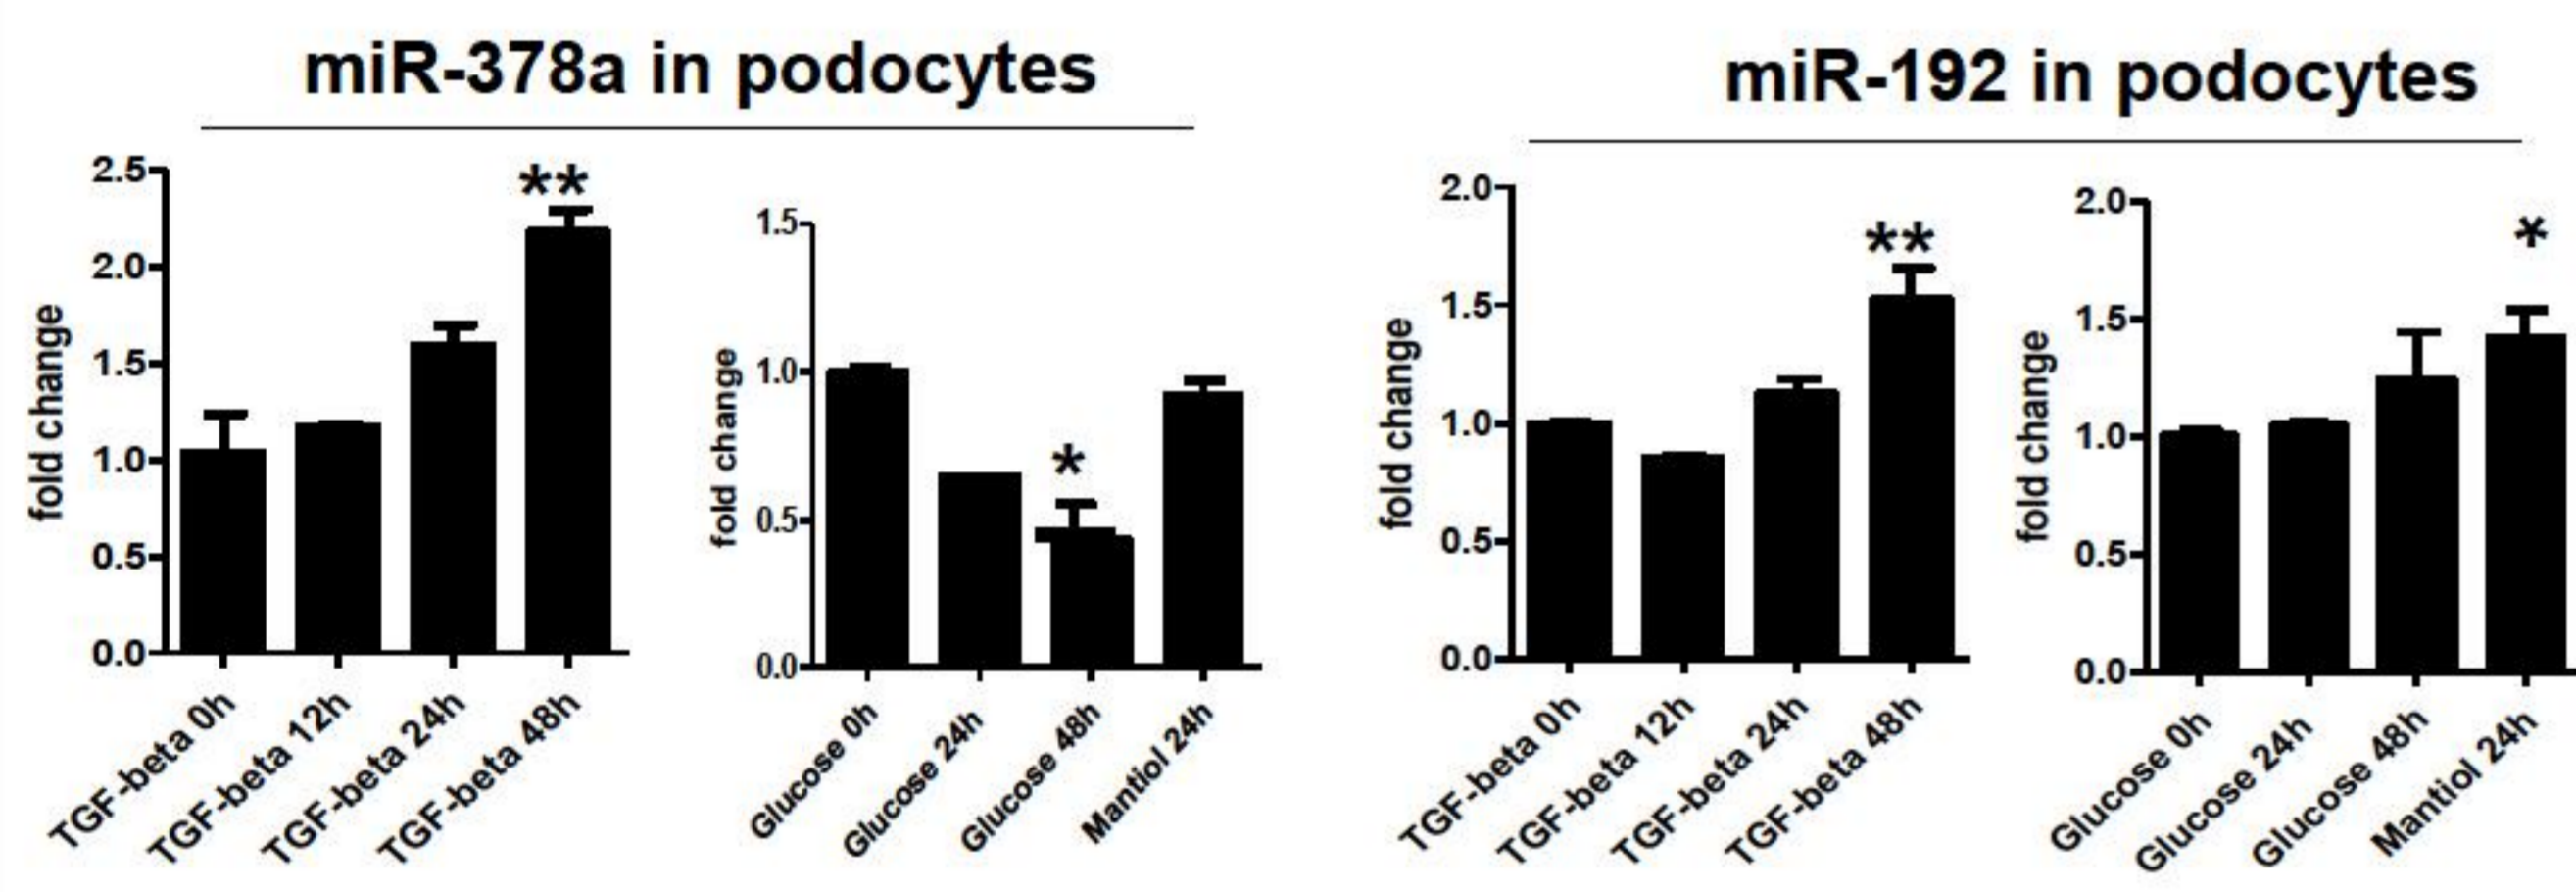 miR-378a in podocytes
fold change
2.5
2.0
1.5
1.0
0.5
0.0
**
TGF-beta 0h
TGF-beta 12h
TGF-beta 24h
TGF-beta 48h
fold change
1.5
1.0
0.5
0.0
*
Glucose 0h
Glucose 24h
Glucose 48h
Mantiol 24h
miR-192 in podocytes
fold change
2.0
1.5
1.0
0.5
0.0
**
TGF-beta 0h
TGF-beta 12h
TGF-beta 24h
TGF-beta 48h
fold change
2.0
1.5
1.0
0.5
0.0
*
Glucose 0h
Glucose 24h
Glucose 48h
Mantiol 24h